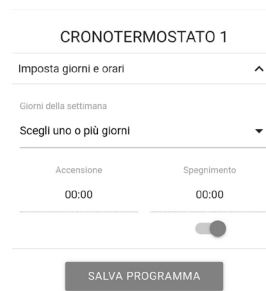 CRONOTERMOSTATO 1
Imposta giorni e orari
Giorni della settimana
Scegli uno o più giorni
Accensione Spegnimento
00:00 00:00
SALVA PROGRAMMA